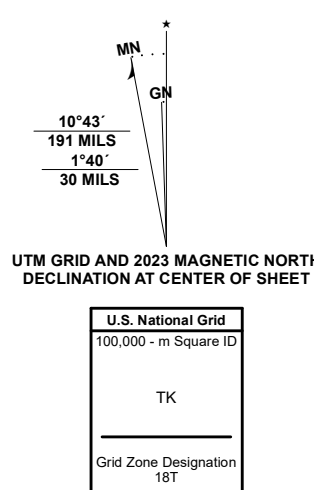 ★
MN
GN
10°43´
191 MILS
1°40´
30 MILS
UTM GRID AND 2023 MAGNETIC NORTH
DECLINATION AT CENTER OF SHEET
U.S. National Grid
100,000 - m Square ID
TK
Grid Zone Designation
18T